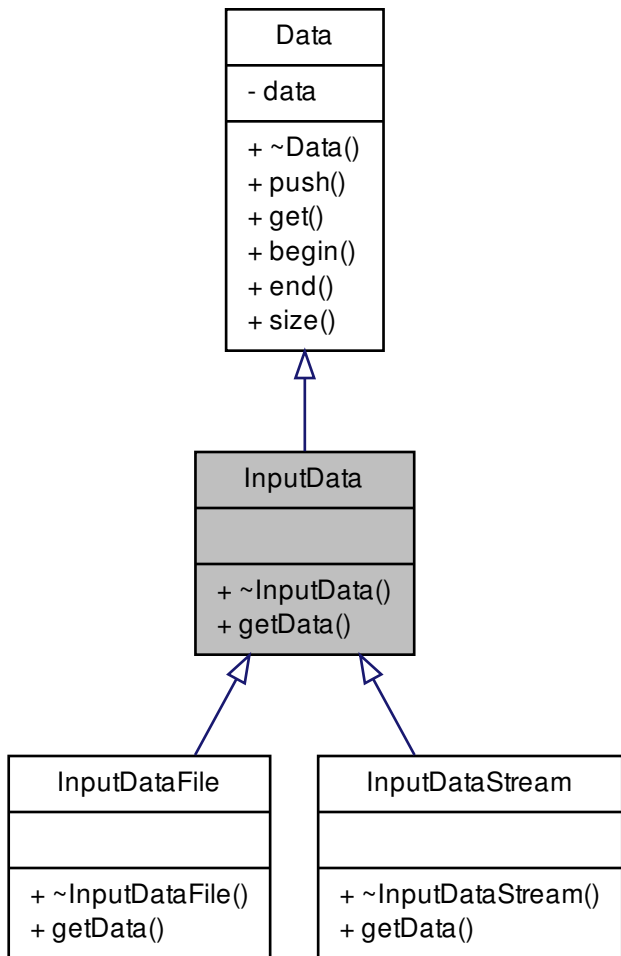 Data
- data
+ ~Data()
+ push()
+ get()
+ begin()
+ end()
+ size()
InputData
+ ~InputData()
+ getData()
InputDataFile
+ ~InputDataFile()
+ getData()
InputDataStream
+ ~InputDataStream()
+ getData()